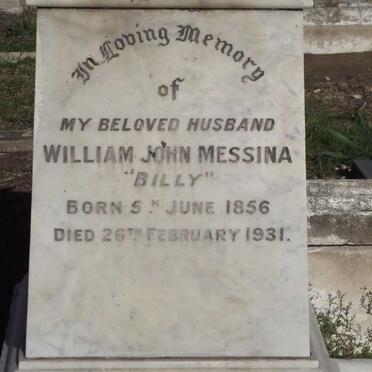 In Loving Memory
of
MY BELOVED HUSBAND
WILLIAM JOHN MESSINA
"BILLY"
BORN 5TH JUNE 1856
DIED 26TH FEBRUARY 1931.